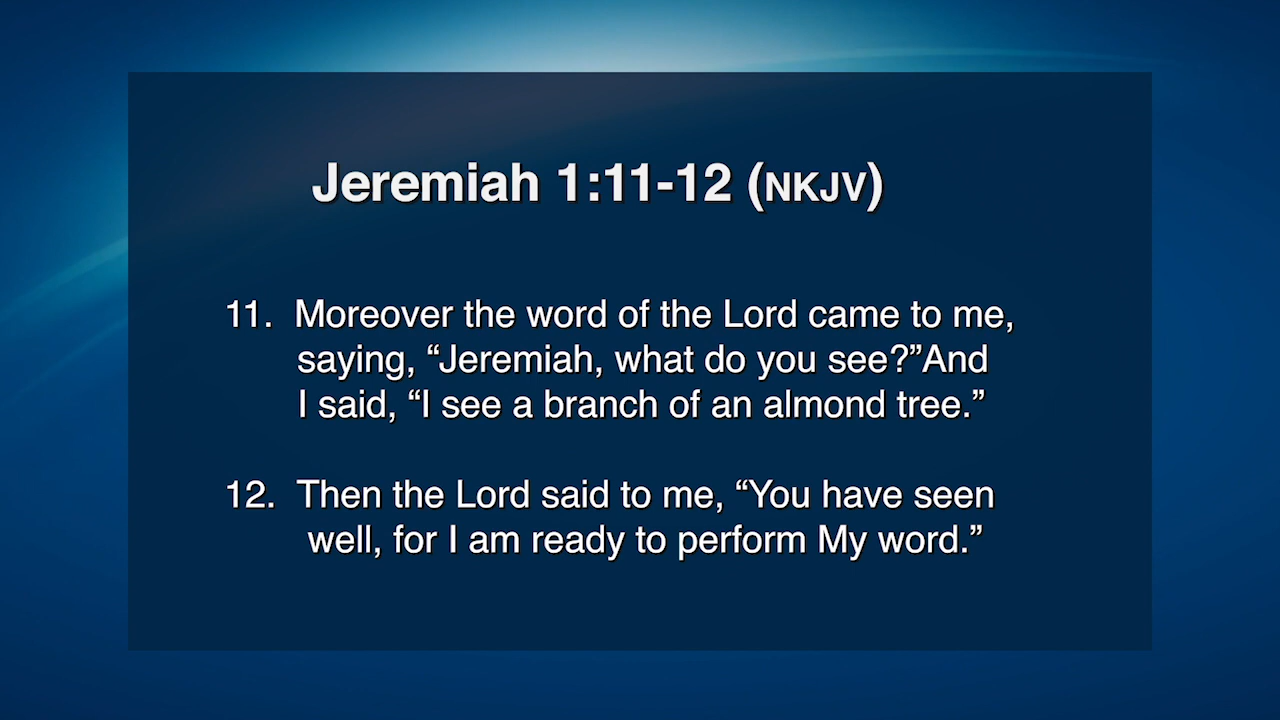 Jeremiah 1:11-12 (NKJV)
11. Moreover the word of the Lord came to me,
saying, “Jeremiah, what do you see?”And
I said, “I see a branch of an almond tree.”
12. Then the Lord said to me, “You have seen
well, for I am ready to perform My word.”